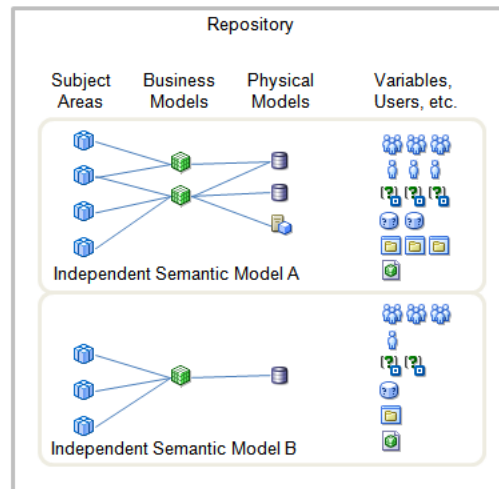 Repository
Subject
Areas
Business
Models
Physical
Models
Variables,
Users, etc.
Independent Semantic Model A
Independent Semantic Model B